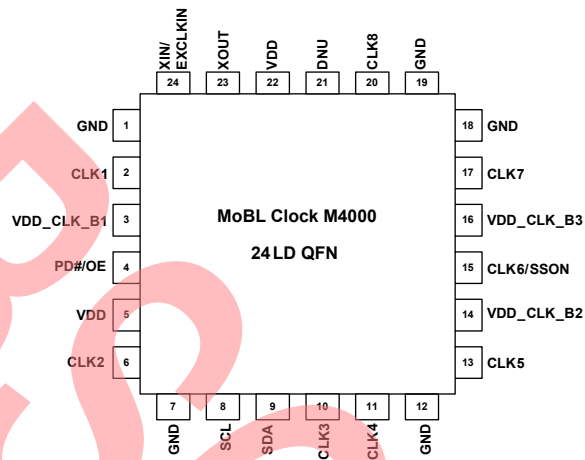 XIN/
EXCLKIN
XOUT
VDD
DNU
CLK8
GND
24
23
22
21
20
19
GND 1
18 GND
CLK1 2
17 CLK7
VDD_CLK_B1 3
MoBL Clock M4000
16 VDD_CLK_B3
24 LD QFN
PD#/OE 4
15 CLK6/SSON
VDD 5
14 VDD_CLK_B2
CLK2 6
13 CLK5
7
8
9
10
11
12
GND
SCL
SDA
CLK3
CLK4
GND